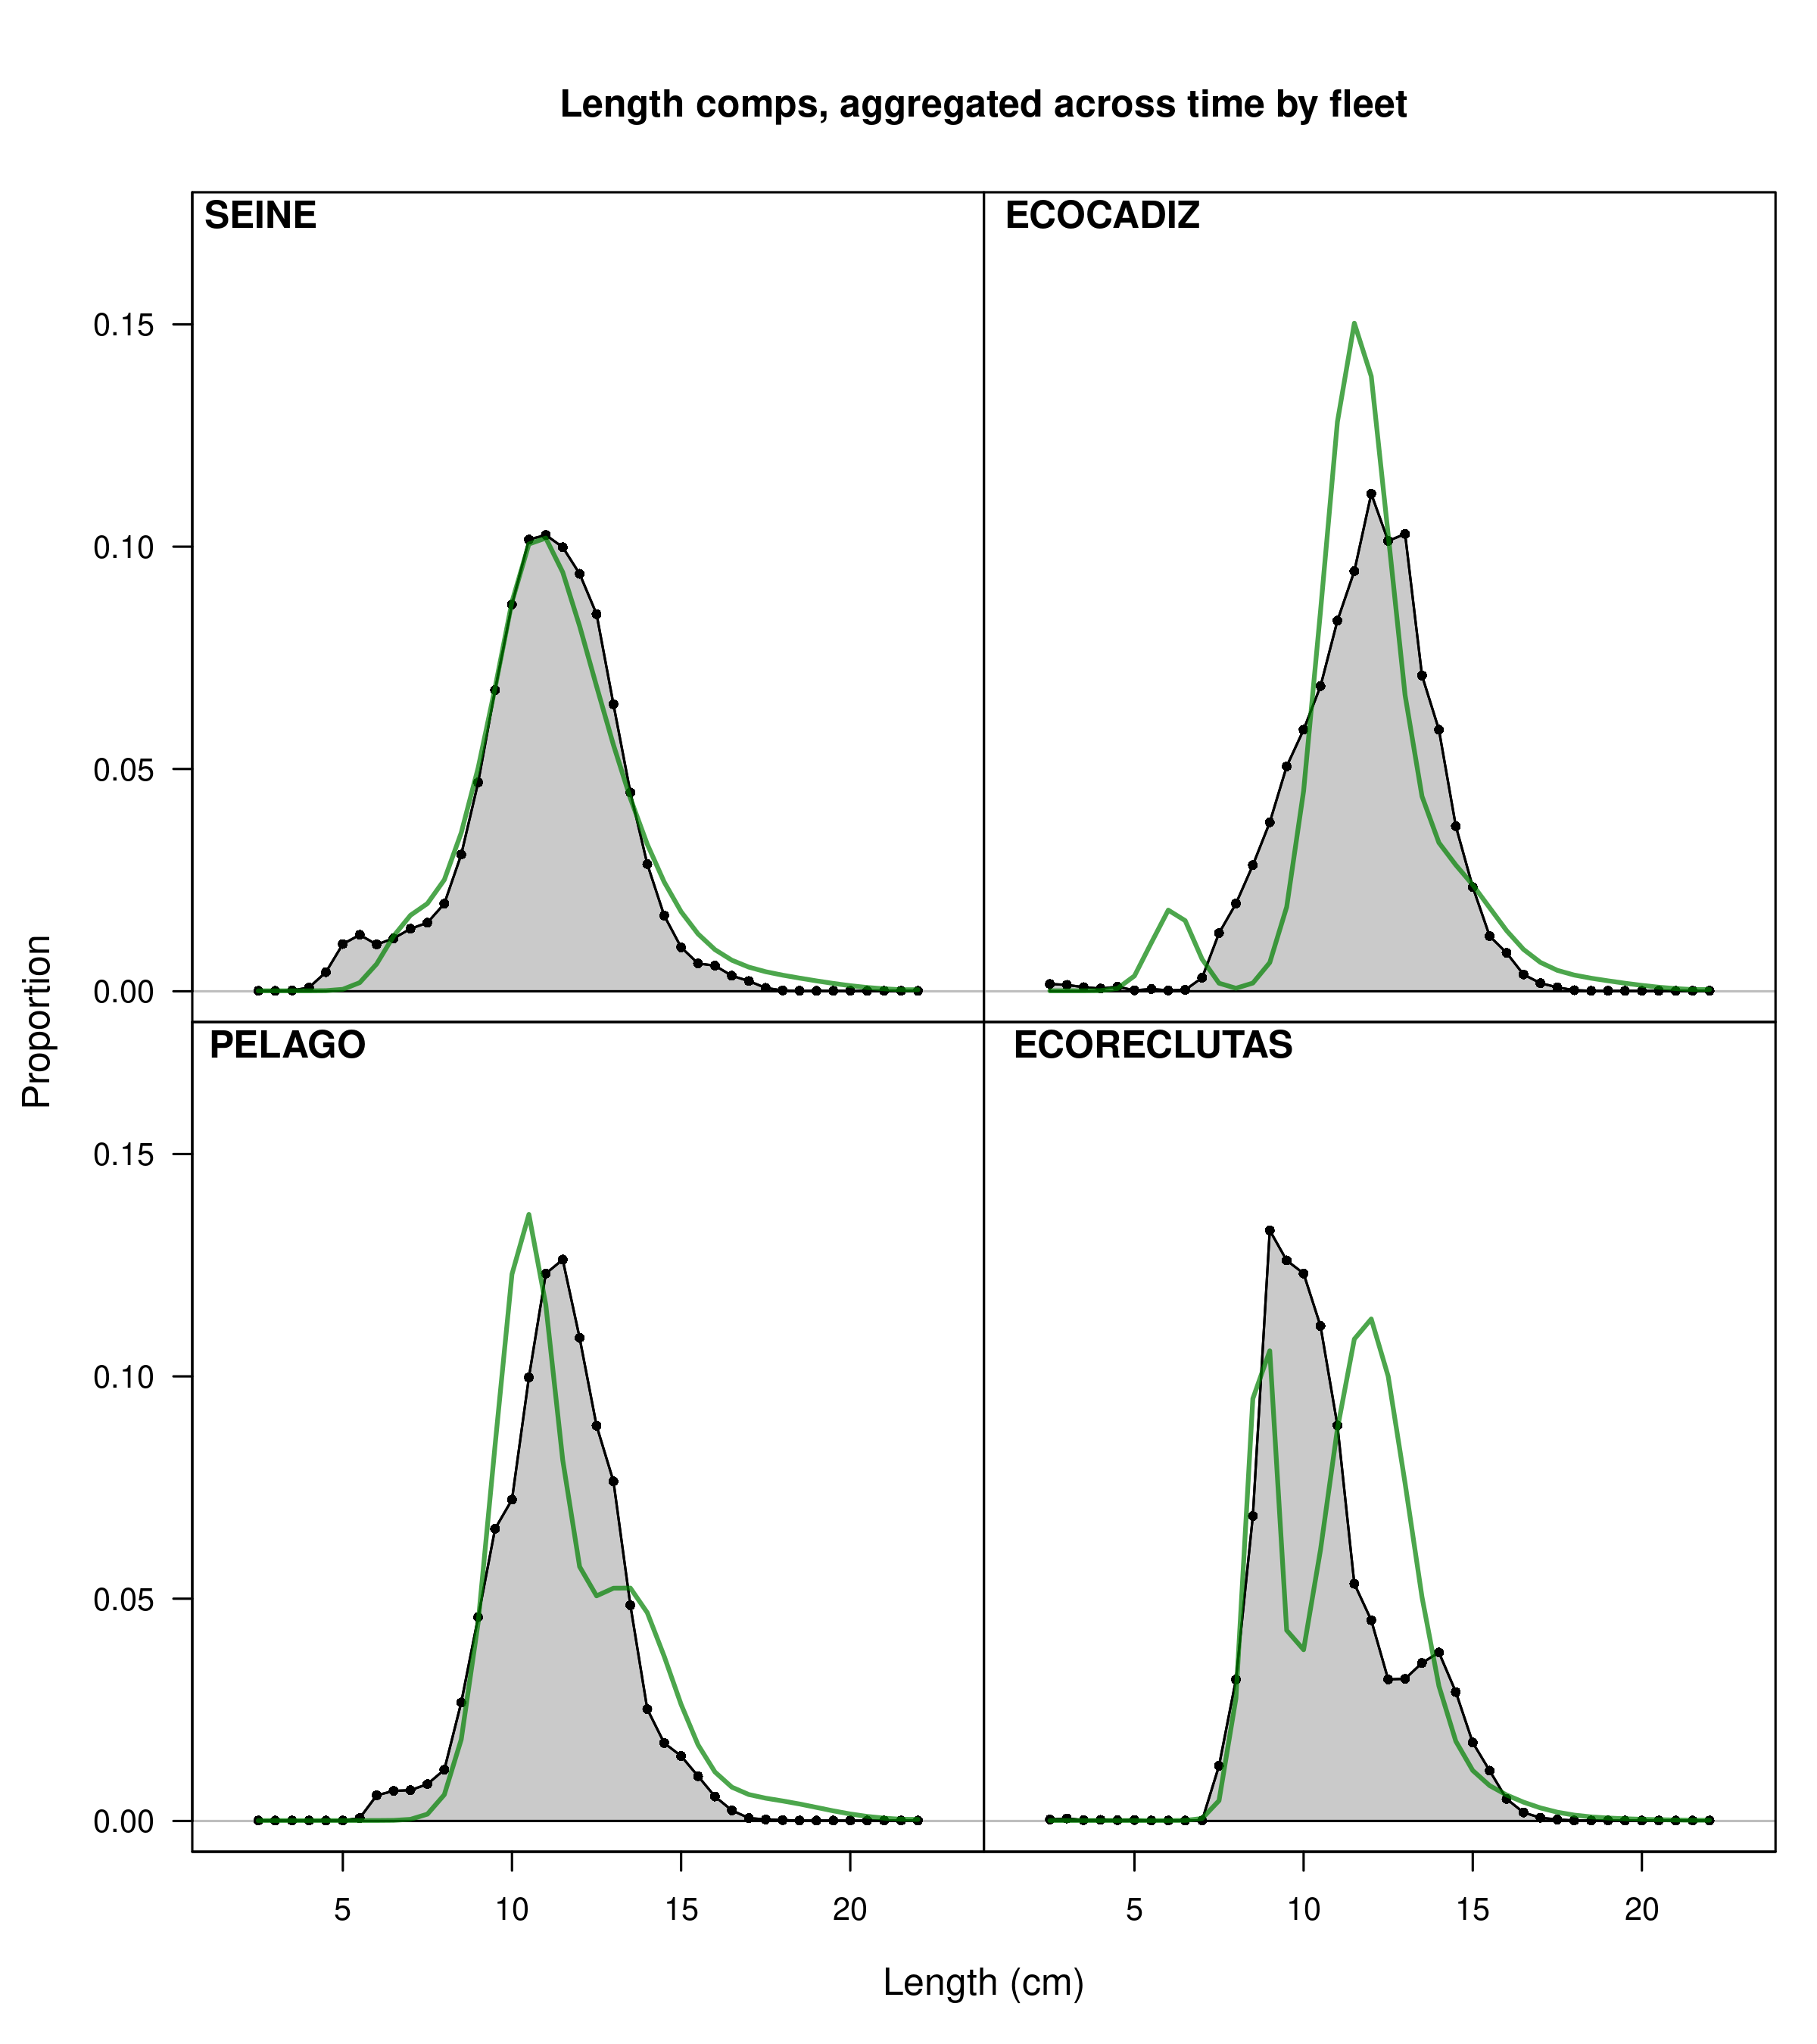 Length comps, aggregated across time by fleet
SEINE
ECOCADIZ
0.15
0.10
0.05
0.00
PELAGO
ECORECLUTAS
0.15
0.10
0.05
0.00
Proportion
5 10 15 20 5 10 15 20
Length (cm)